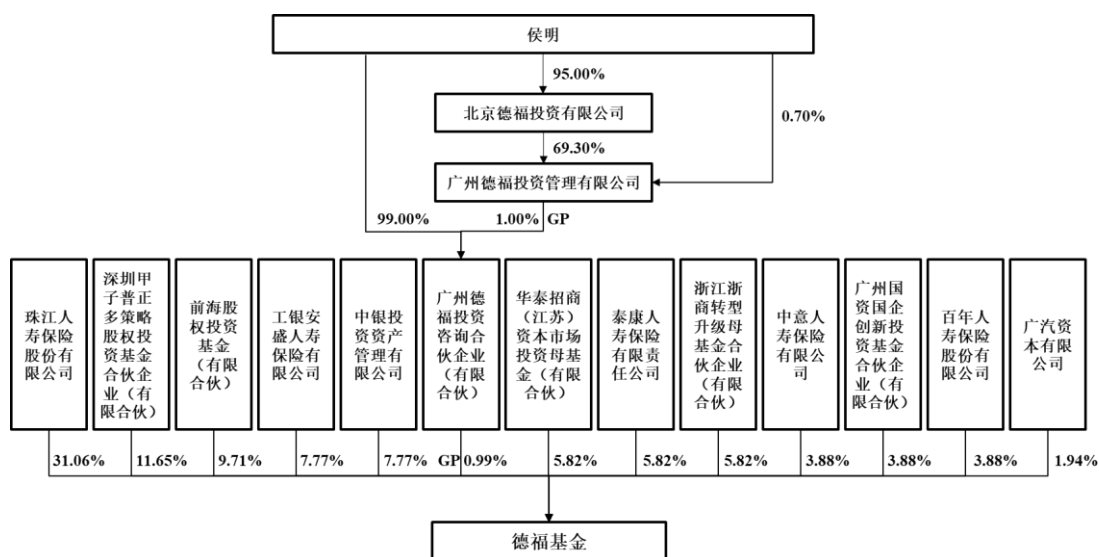 侯明
95.00%
北京德福投资有限公司
0.70%
69.30%
广州德福投资管理有限公司
99.00%
1.00% GP
珠江人
寿保险
股份有
限公司
深圳甲
子普正
多策略
股权投
资基金
合伙企
业（有
限合伙）
前海股
权投资
基金
（有限
合伙）
工银安
盛人寿
保险有
限公司
中银投
资资产
管理有
限公司
广州德
福投资
咨询合
伙企业
（有限
合伙）
华泰招商
（江苏）
资本市场
投资母基
金（有限
合伙）
泰康人
寿保险
有限责
任公司
浙江浙
商转型
升级母
基金合
伙企业
（有限
合伙）
中意人
寿保险
有限公
司
广州国
资国企
创新投
资基金
合伙企
业（有
限合伙）
百年人
寿保险
股份有
限公司
广汽资
本有限
公司
31.06%
11.65%
9.71%
7.77%
7.77%
GP 0.99%
5.82%
5.82%
5.82%
3.88%
3.88%
3.88%
1.94%
德福基金